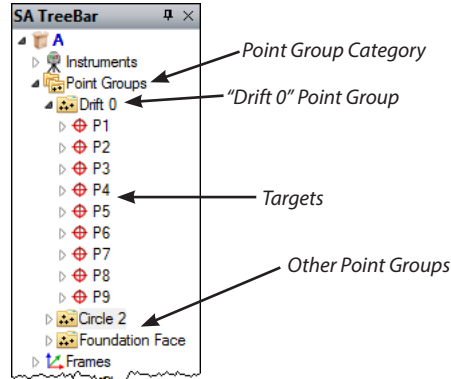 SA TreeBar
A
Instruments
Point Groups
Drift 0
P1
P2
P3
P4
P5
P6
P7
P8
P9
Circle 2
Foundation Face
Frames
Point Group Category
“Drift 0” Point Group
Targets
Other Point Groups